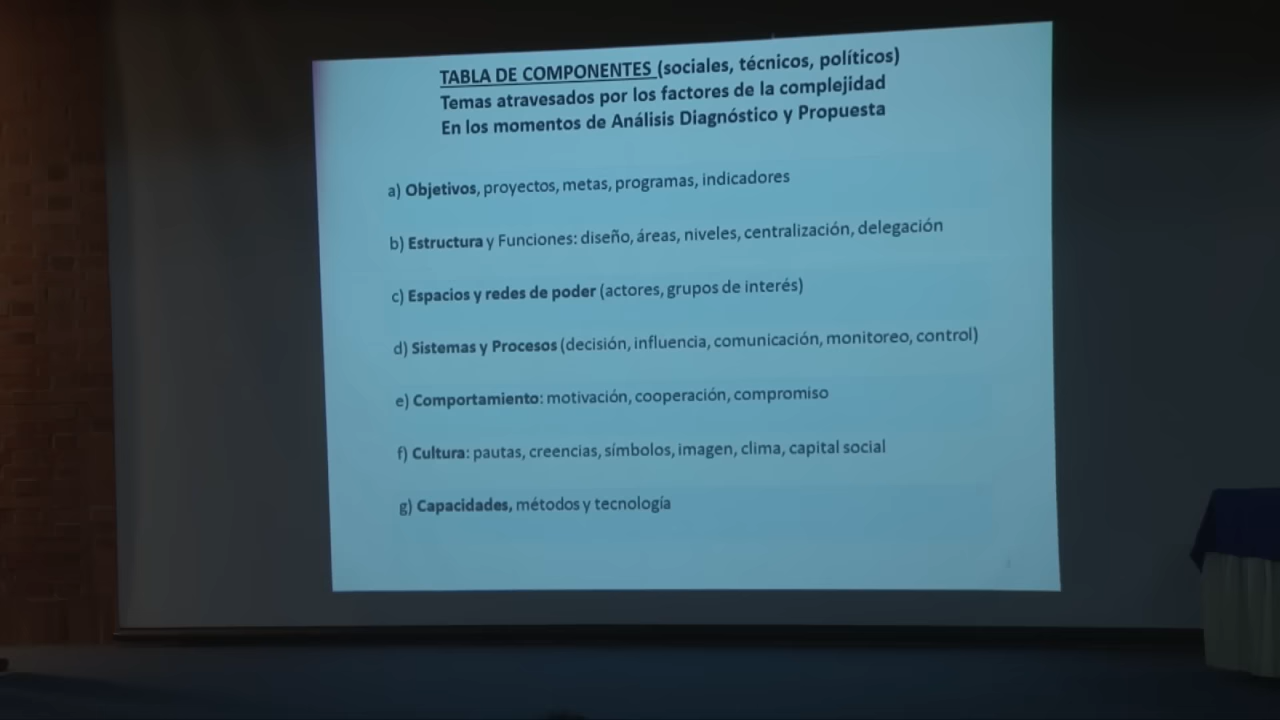 TABLA DE COMPONENTES (sociales, técnicos, políticos)
Temas atravesados por los factores de la complejidad
En los momentos de Análisis Diagnóstico y Propuesta
a) Objetivos, proyectos, metas, programas, indicadores
b) Estructura y Funciones: diseño, áreas, niveles, centralización, delegación
c) Espacios y redes de poder (actores, grupos de interés)
d) Sistemas y Procesos (decisión, influencia, comunicación, monitoreo, control)
e) Comportamiento: motivación, cooperación, compromiso
f) Cultura: pautas, creencias, símbolos, imagen, clima, capital social
g) Capacidades, métodos y tecnología